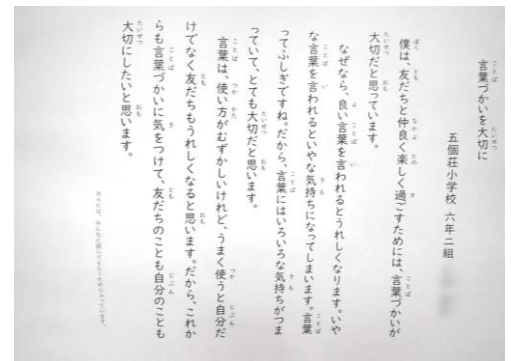 言葉づかいを大切に
五個荘小学校 六年二組
僕は、友だちと仲良く楽しく過ごすためには、言葉づかいが
大切だと思っています。
なぜなら、良い言葉を言われるとうれしくなります。いや
な言葉を言われるといやな気持ちになってしまいます。言葉
ってふしぎですね。だから、言葉にはいろいろな気持ちがつま
っていて、とても大切だと思います。
言葉は、使い方がむずかしいけれど、うまく使うと自分だ
けでなく友だちもうれしくなると思います。だから、これか
らも言葉づかいに気をつけて、友だちのことも自分のことも
大切にしたいと思います。